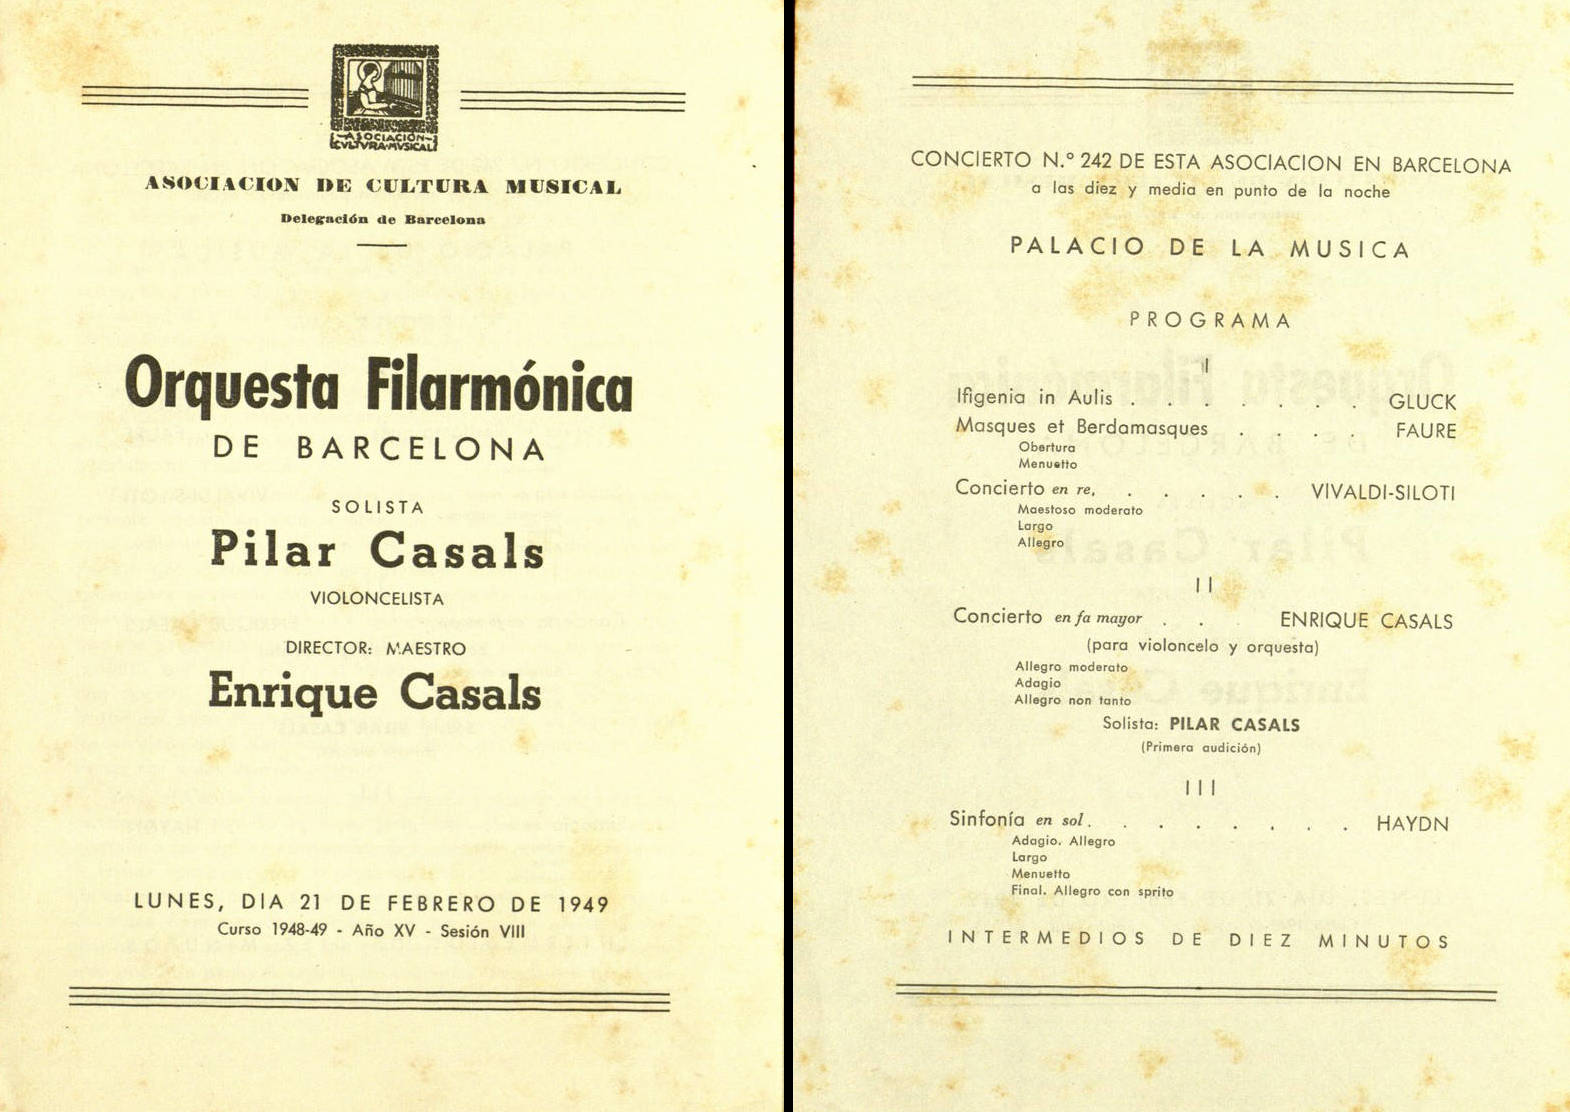 ASOCIACIÓN
CVLTVRA·MVSICAL
ASOCIACION DE CULTURA MUSICAL
Delegación de Barcelona
Orquesta Filarmónica
DE BARCELONA
SOLISTA
Pilar Casals
VIOLONCELISTA
DIRECTOR: MAESTRO
Enrique Casals
LUNES, DIA 21 DE FEBRERO DE 1949
Curso 1948-49 - Año XV - Sesión VIII
CONCIERTO N.º 242 DE ESTA ASOCIACION EN BARCELONA
a las diez y media en punto de la noche
PALACIO DE LA MUSICA
PROGRAMA
I
Ifigenia in Aulis . . . . . . . GLUCK
Masques et Berdamasques . . . . FAURE
Obertura
Menuetto
Concierto en re, . . . . . VIVALDI-SILOTI
Maestoso moderato
Largo
Allegro
II
Concierto en fa mayor . . . ENRIQUE CASALS
(para violoncelo y orquesta)
Allegro moderato
Adagio
Allegro non tanto
Solista: PILAR CASALS
(Primera audición)
III
Sinfonía en sol . . . . . . . . HAYDN
Adagio. Allegro
Largo
Menuetto
Final. Allegro con sprito
INTERMEDIOS DE DIEZ MINUTOS